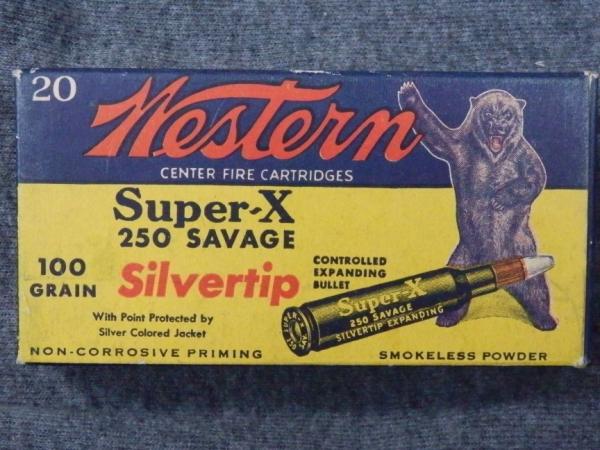 20
Western
CENTER FIRE CARTRIDGES
Super-X
250 SAVAGE
100
GRAIN
Silvertip
CONTROLLED
EXPANDING
BULLET
With Point Protected by
Silver Colored Jacket
Super-X
250 SAVAGE
SILVERTIP EXPANDING
NON-CORROSIVE PRIMING
SMOKELESS POWDER